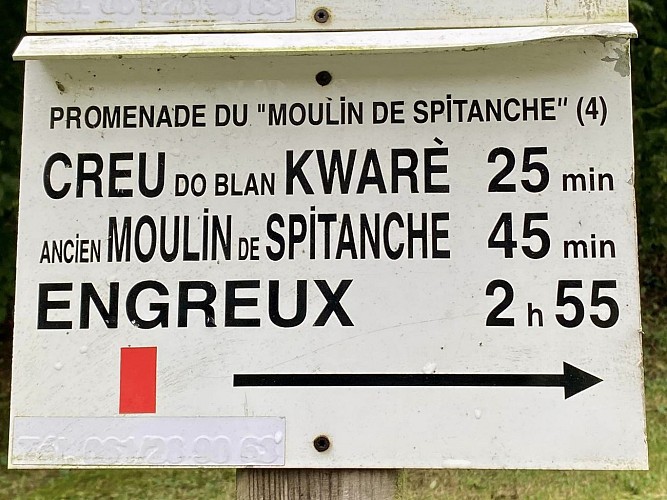 PROMENADE DU "MOULIN DE SPITANCHE" (4)
CREU DO BLAN KWARÈ 25 min
ANCIEN MOULIN DE SPITANCHE 45 min
ENGREUX 2 h 55